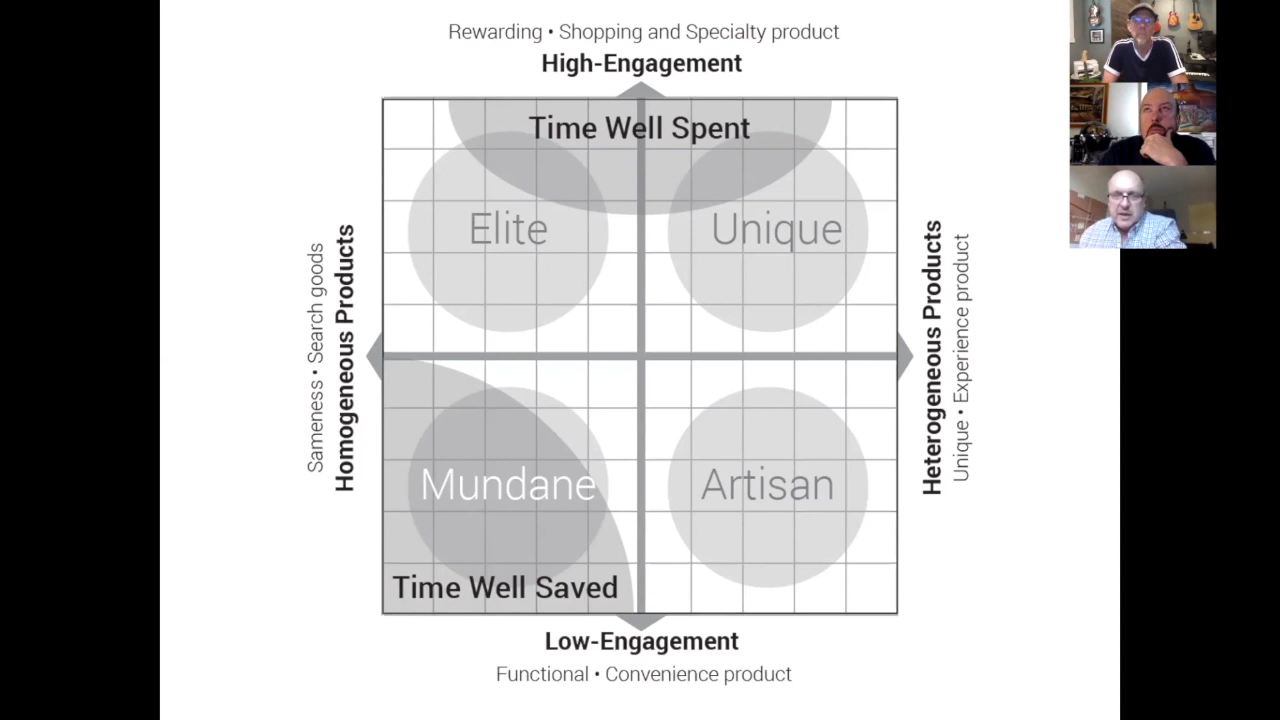 Rewarding • Shopping and Specialty product
High-Engagement
Time Well Spent
Elite
Unique
Sameness • Search goods
Homogeneous Products
Heterogeneous Products
Unique • Experience product
Mundane
Artisan
Time Well Saved
Low-Engagement
Functional • Convenience product